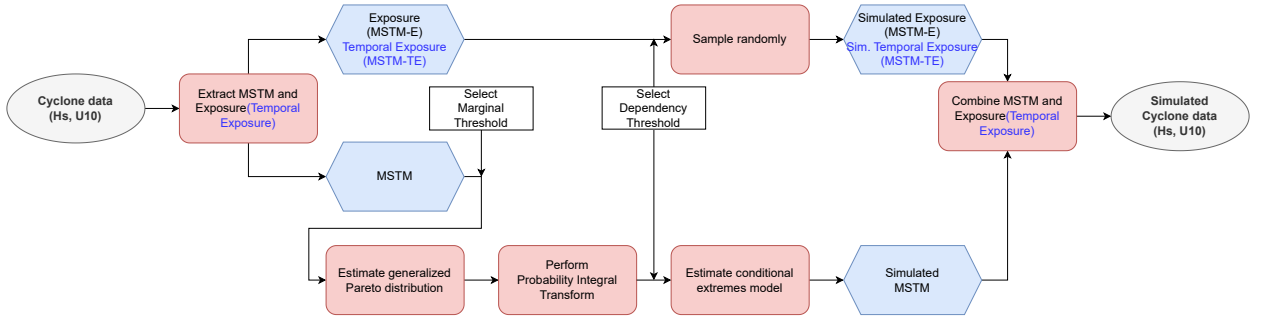 Cyclone data
(Hs, U10)
Extract MSTM and
Exposure(Temporal
Exposure)
Exposure
(MSTM-E)
Temporal Exposure
(MSTM-TE)
MSTM
Select
Marginal
Threshold
Estimate generalized
Pareto distribution
Perform
Probability Integral
Transform
Select
Dependency
Threshold
Sample randomly
Estimate conditional
extremes model
Simulated Exposure
(MSTM-E)
Sim. Temporal Exposure
(MSTM-TE)
Simulated
MSTM
Combine MSTM and
Exposure(Temporal
Exposure)
Simulated
Cyclone data
(Hs, U10)